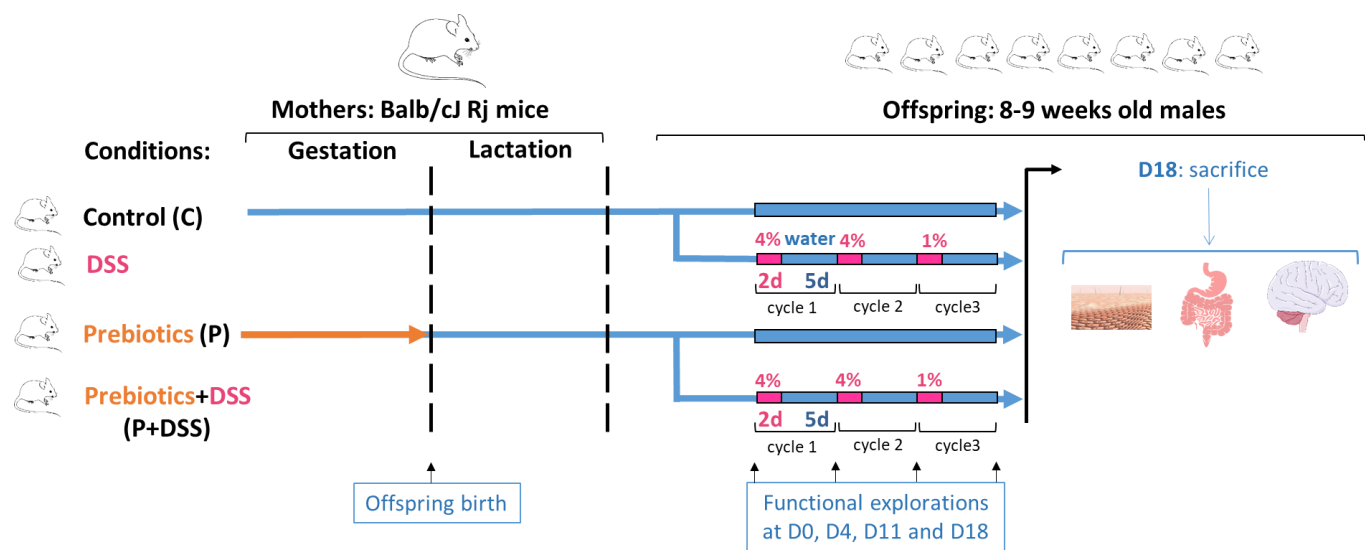 Mothers: Balb/cJ Rj mice
Offspring: 8-9 weeks old males
Conditions:
Gestation
Lactation
D18: sacrifice
Control (C)
4% water 4% 1%
DSS
2d 5d
cycle 1 cycle 2 cycle3
Prebiotics (P)
4% 4% 1%
Prebiotics+DSS
(P+DSS)
2d 5d
cycle 1 cycle 2 cycle3
Offspring birth
Functional explorations
at D0, D4, D11 and D18